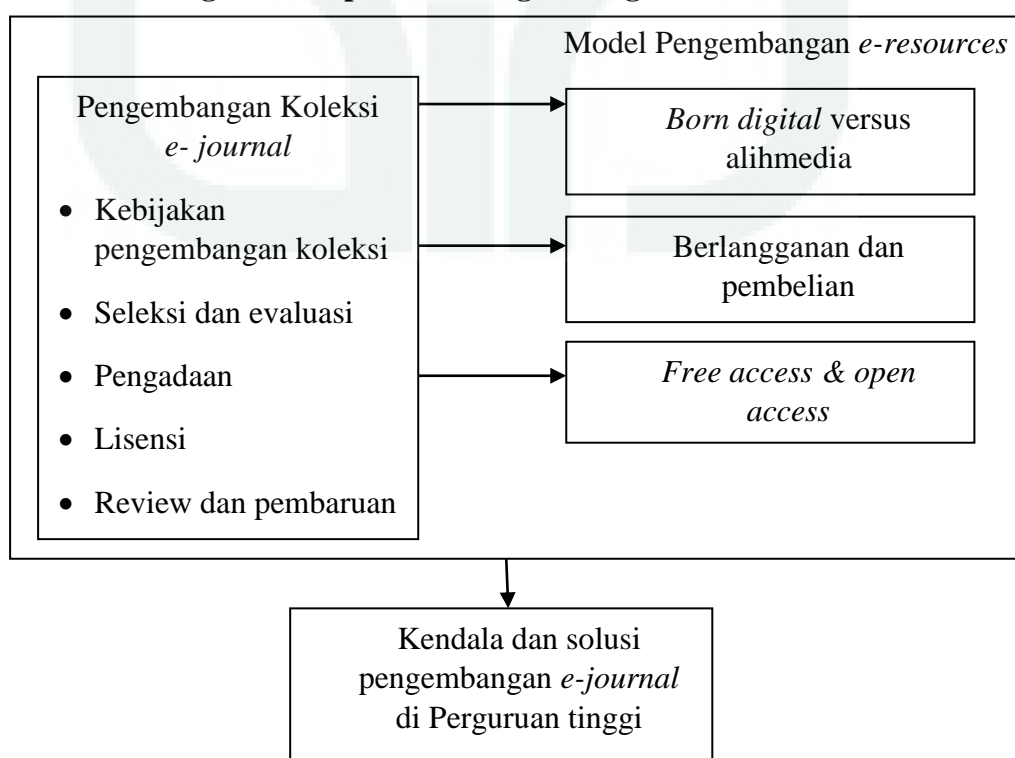 Model Pengembangan e-resources
Pengembangan Koleksi
e- journal
• Kebijakan
pengembangan koleksi
• Seleksi dan evaluasi
• Pengadaan
• Lisensi
• Review dan pembaruan
Born digital versus
alihmedia
Berlangganan dan
pembelian
Free access & open
access
Kendala dan solusi
pengembangan e-journal
di Perguruan tinggi